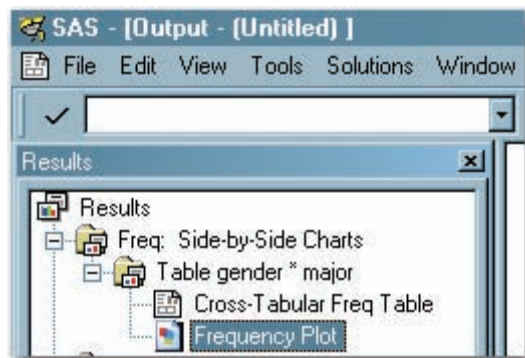 SAS - [Output - (Untitled) ]
File Edit View Tools Solutions Window
Results
Results
Freq: Side-by-Side Charts
Table gender * major
Cross-Tabular Freq Table
Frequency Plot